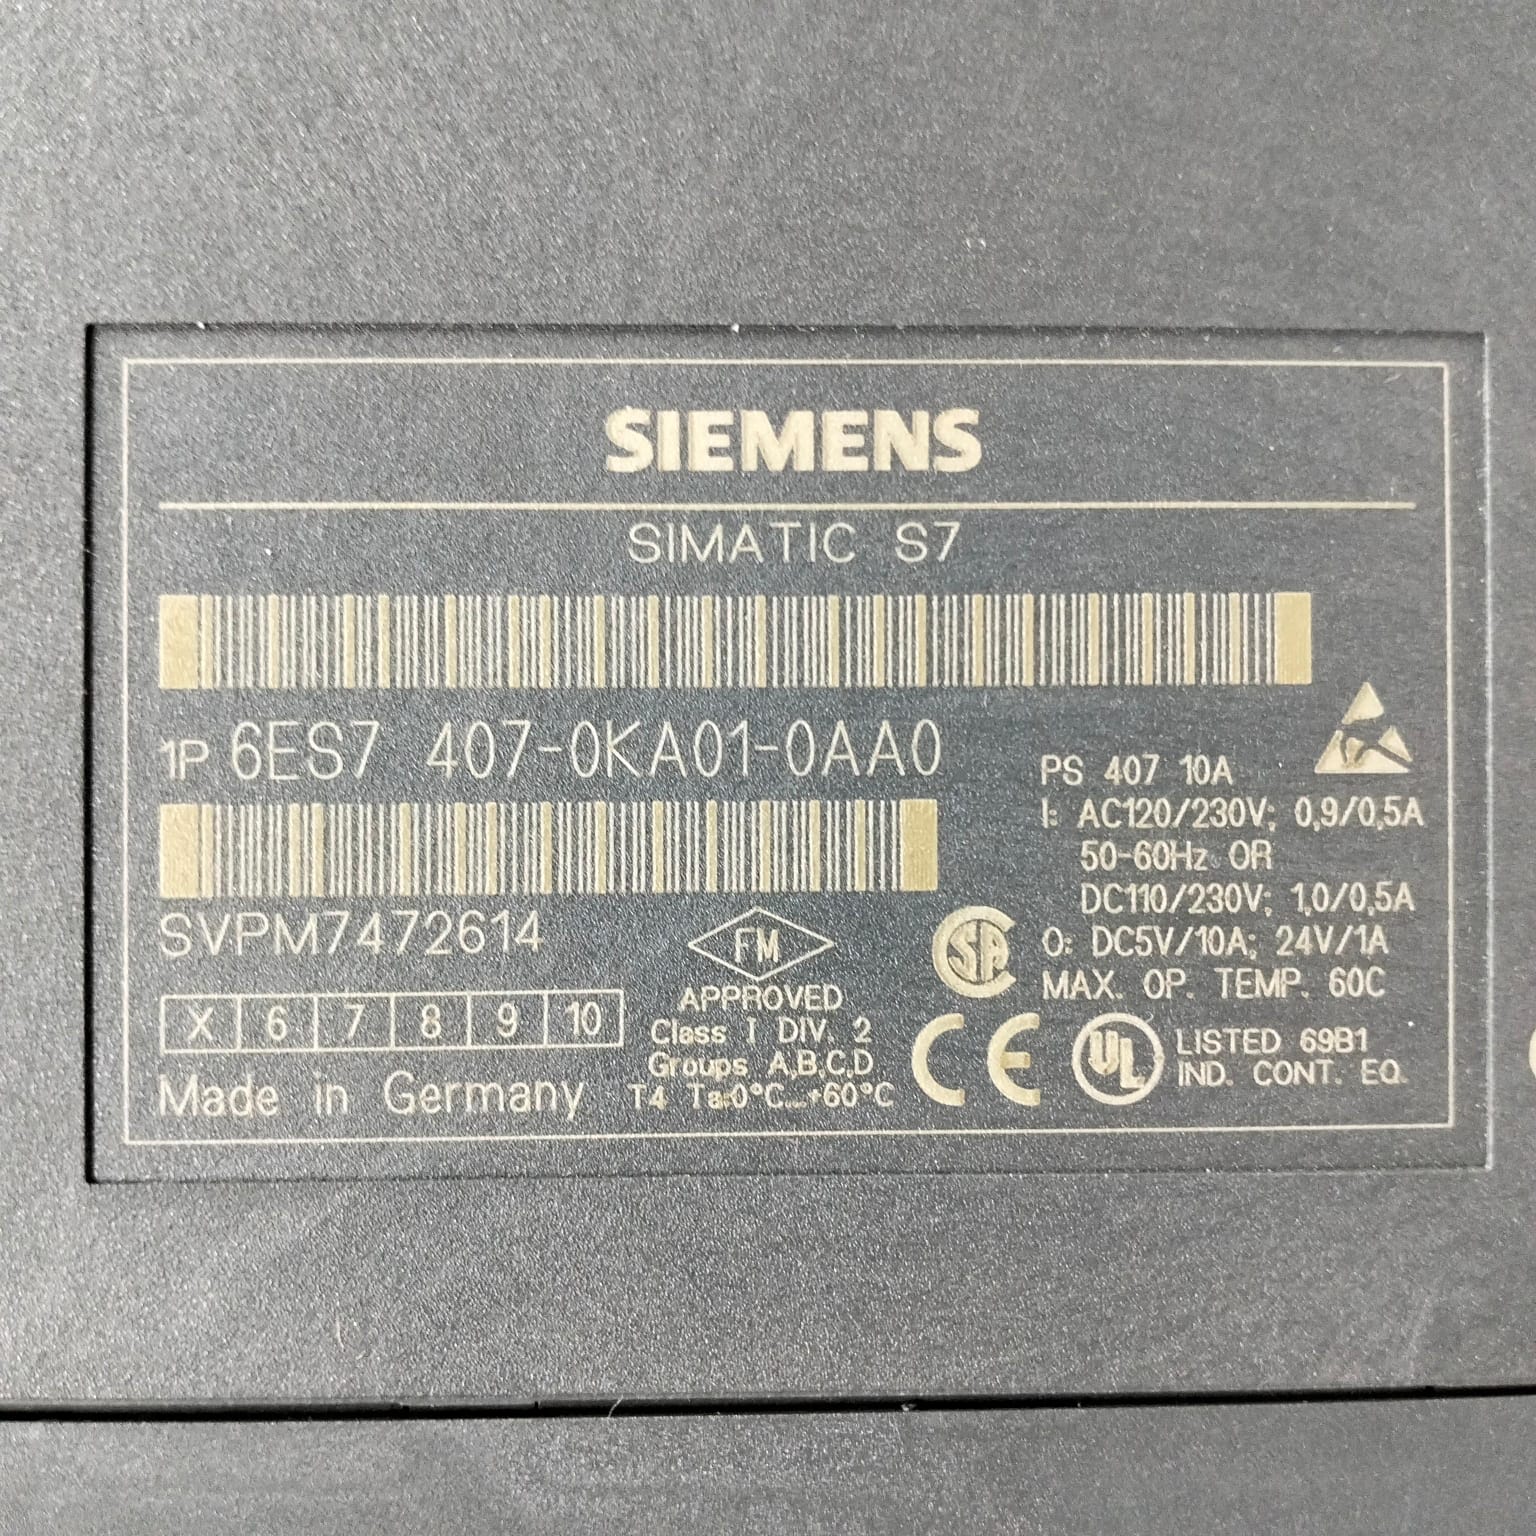 SIEMENS
SIMATIC S7
1P 6ES7 407-0KA01-0AA0
PS 407 10A
I: AC120/230V; 0,9/0,5A
50-60Hz OR
DC110/230V; 1,0/0,5A
O: DC5V/10A; 24V/1A
MAX. OP. TEMP. 60C
SVPM7472614
X 6 7 8 9 10
Made in Germany
FM
APPROVED
Class I DIV. 2
Groups A,B,C,D
T4 Ta=0°C...+60°C
SP
CE
UL
LISTED 69B1
IND. CONT. EQ.